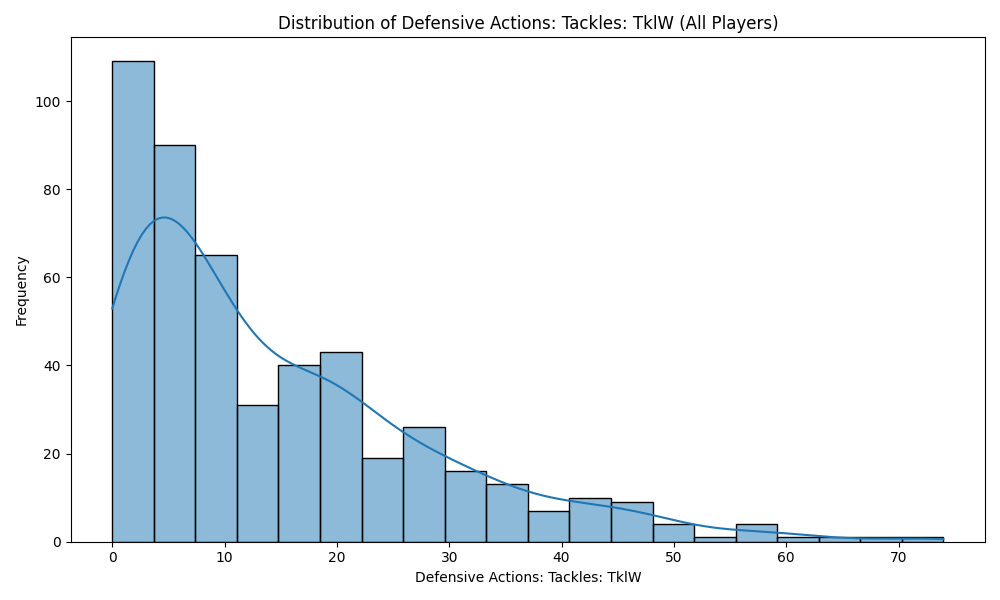 Distribution of Defensive Actions: Tackles: TklW (All Players)
Frequency
100
80
60
40
20
0
0 10 20 30 40 50 60 70
Defensive Actions: Tackles: TklW